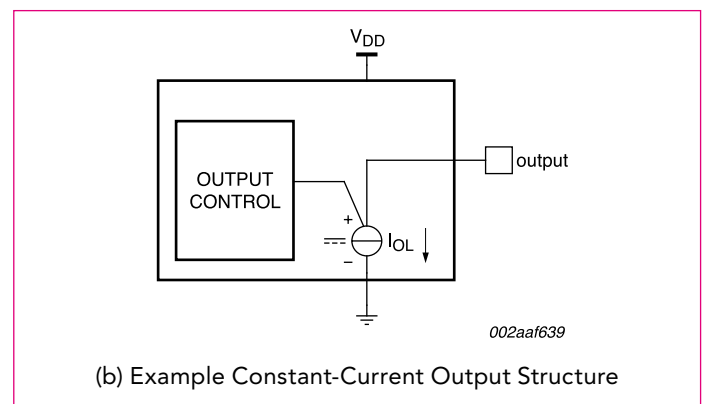 VDD
OUTPUT
CONTROL
output
+
IOL
−
002aaf639
(b) Example Constant-Current Output Structure